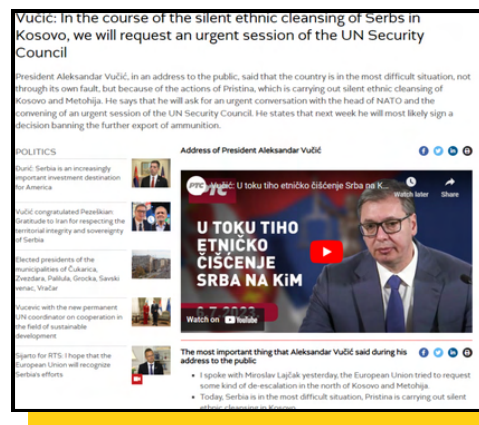 Vučić: In the course of the silent ethnic cleansing of Serbs in
Kosovo, we will request an urgent session of the UN Security
Council
President Aleksandar Vučić, in an address to the public, said that the country is in the most difficult situation, not
through its own fault, but because of the actions of Pristina, which is carrying out silent ethnic cleansing of
Kosovo and Metohija. He says that he will ask for an urgent conversation with the head of NATO and the
convening of an urgent session of the UN Security Council. He states that next week he will most likely sign a
decision banning the further export of ammunition.
POLITICS
Đurić: Serbia is an increasingly
important investment destination
for America
Vučić congratulated Pezeškian
Gratitude to Iran for respecting the
territorial integrity and sovereignty
of Serbia
Elected presidents of the
municipalities of Čukarica,
Zvezdara, Palilula, Grocka, Savski
venac, Vračar
Vucevic with the new permanent
UN coordinator on cooperation in
the field of sustainable
development
Sijarto for RTS: I hope that the
European Union will recognize
Serbia's efforts
Address of President Aleksandar Vučić
РТС
Vučić: U toku tiho etničko čišćenje Srba na K...
Watch later
Share
U TOKU TIHO
ETNIČKO
ČIŠĆENJE
SRBA NA KiM
6.7.2023
Watch on YouTube
The most important thing that Aleksandar Vučić said during his
address to the public
I spoke with Miroslav Lajčak yesterday, the European Union tried to request
some kind of de-escalation in the north of Kosovo and Metohija.
Today, Serbia is in the most difficult situation, Pristina is carrying out silent
ethnic cleansing in Kosovo